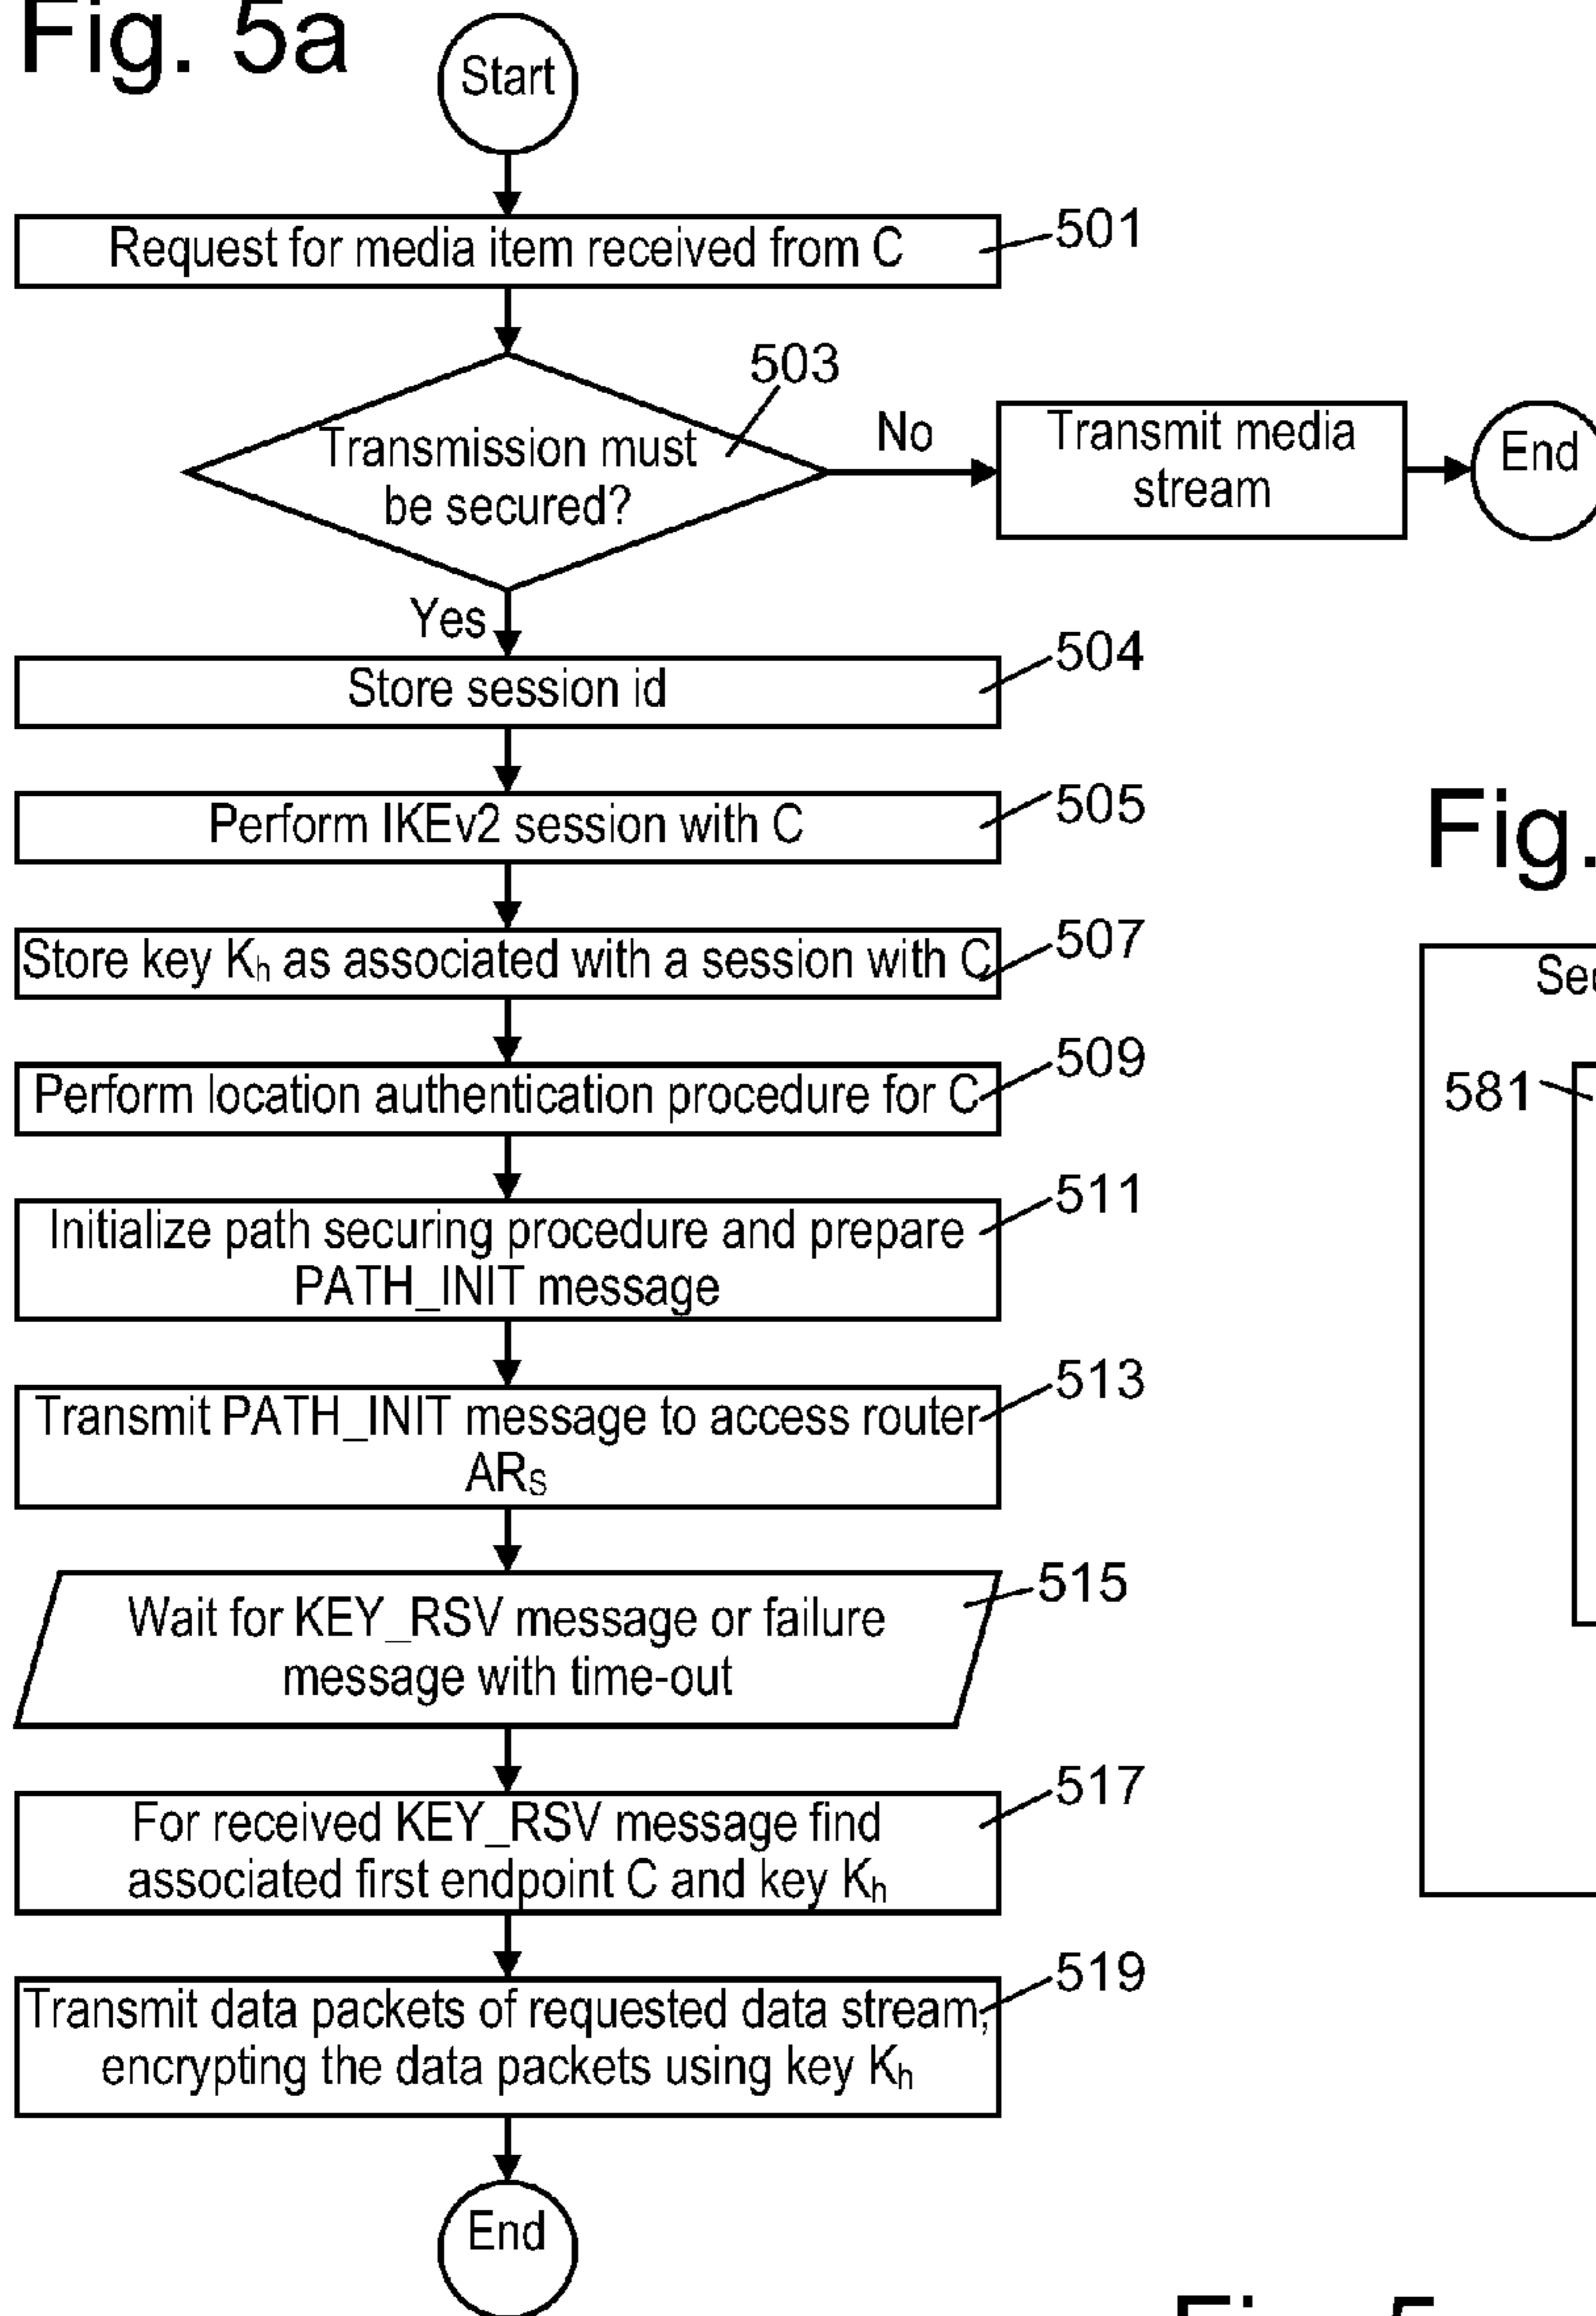 Fig. 5a
Start
Request for media item received from C
501
503
Transmission must
be secured?
No
Transmit media
stream
End
Yes
Store session id
504
Perform IKEv2 session with C
505
Store key Kh as associated with a session with C
507
Perform location authentication procedure for C
509
Initialize path securing procedure and prepare
PATH_INIT message
511
Transmit PATH_INIT message to access router
ARS
513
Wait for KEY_RSV message or failure
message with time-out
515
For received KEY_RSV message find
associated first endpoint C and key Kh
517
Transmit data packets of requested data stream,
encrypting the data packets using key Kh
519
End
Fig.
581